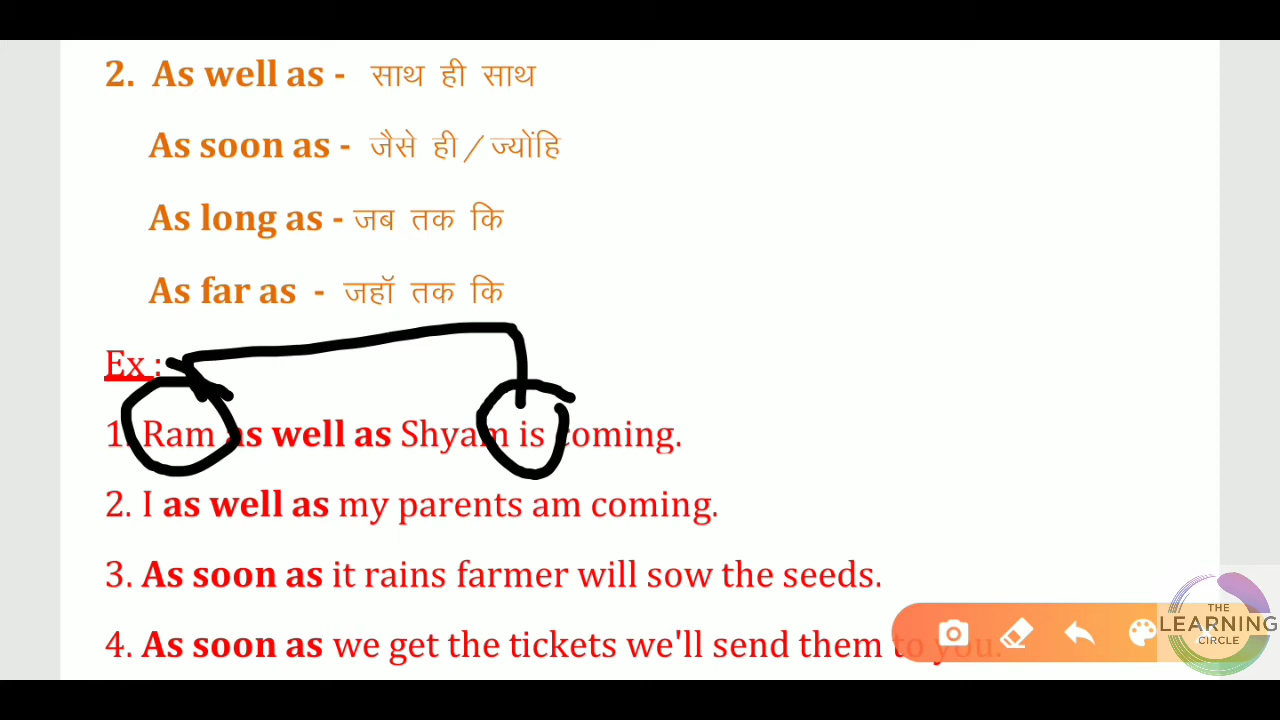 2. As well as - साथ ही साथ
As soon as - जैसे ही/ज्योंहि
As long as - जब तक कि
As far as - जहॉ तक कि
Ex :
1. Ram as well as Shyam is coming.
2. I as well as my parents am coming.
3. As soon as it rains farmer will sow the seeds.
4. As soon as we get the tickets we'll send them to you.
THE
LEARNING
CIRCLE